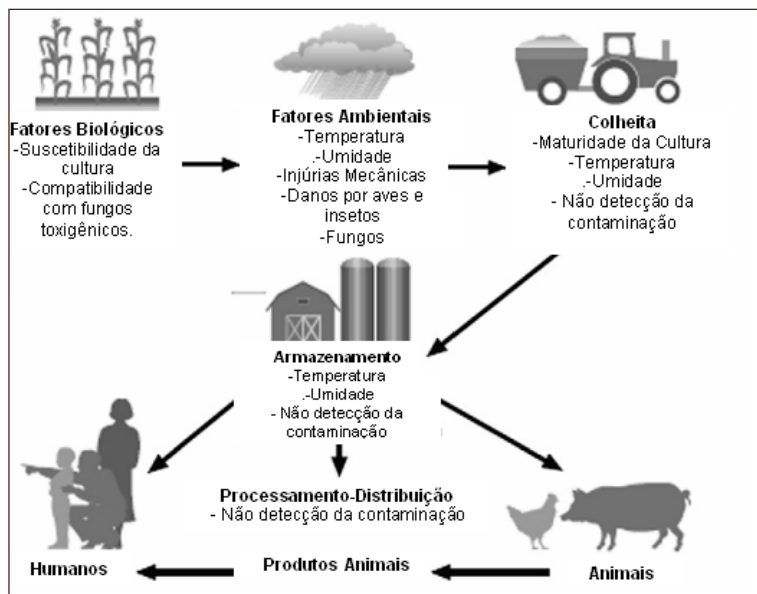 Fatores Biológicos
-Suscetibilidade da
cultura
-Compatibilidade
com fungos
toxigênicos.
Fatores Ambientais
-Temperatura
.-Umidade
-Injúrias Mecânicas
-Danos por aves e
insetos
-Fungos
Colheita
-Maturidade da Cultura
-Temperatura
.-Umidade
- Não detecção da
contaminação
Armazenamento
-Temperatura
.-Umidade
- Não detecção da
contaminação
Processamento-Distribuição
- Não detecção da contaminação
Humanos
Produtos Animais
Animais